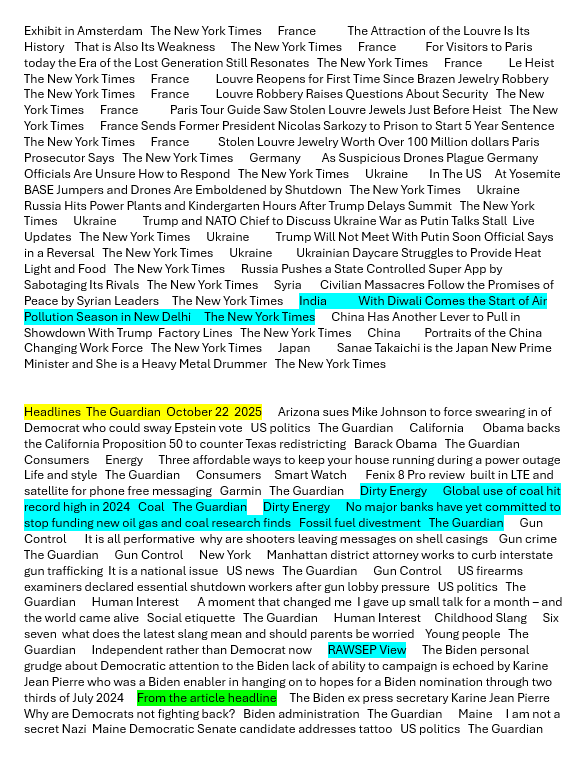 Exhibit in Amsterdam   The New York Times     France          The Attraction of the Louvre Is Its
History   That is Also Its Weakness     The New York Times     France         For Visitors to Paris
today the Era of the Lost Generation Still Resonates   The New York Times     France        Le Heist
The New York Times     France        Louvre Reopens for First Time Since Brazen Jewelry Robbery
The New York Times     France        Louvre Robbery Raises Questions About Security   The New
York Times     France          Paris Tour Guide Saw Stolen Louvre Jewels Just Before Heist   The New
York Times     France Sends Former President Nicolas Sarkozy to Prison to Start 5 Year Sentence
The New York Times     France         Stolen Louvre Jewelry Worth Over 100 Million dollars Paris
Prosecutor Says   The New York Times     Germany      As Suspicious Drones Plague Germany
Officials Are Unsure How to Respond   The New York Times     Ukraine      In The US    At Yosemite
BASE Jumpers and Drones Are Emboldened by Shutdown   The New York Times     Ukraine
Russia Hits Power Plants and Kindergarten Hours After Trump Delays Summit   The New York
Times     Ukraine        Trump and NATO Chief to Discuss Ukraine War as Putin Talks Stall  Live
Updates   The New York Times     Ukraine        Trump Will Not Meet With Putin Soon Official Says
in a Reversal   The New York Times     Ukraine       Ukrainian Daycare Struggles to Provide Heat
Light and Food   The New York Times     Russia Pushes a State Controlled Super App by
Sabotaging Its Rivals   The New York Times     Syria      Civilian Massacres Follow the Promises of
Peace by Syrian Leaders    The New York Times     India          With Diwali Comes the Start of Air
Pollution Season in New Delhi    The New York Times     China Has Another Lever to Pull in
Showdown With Trump  Factory Lines   The New York Times     China        Portraits of the China
Changing Work Force   The New York Times     Japan        Sanae Takaichi is the Japan New Prime
Minister and She is a Heavy Metal Drummer   The New York Times
Headlines  The Guardian  October 22  2025     Arizona sues Mike Johnson to force swearing in of
Democrat who could sway Epstein vote   US politics   The Guardian     California      Obama backs
the California Proposition 50 to counter Texas redistricting   Barack Obama   The Guardian
Consumers     Energy     Three affordable ways to keep your house running during a power outage
Life and style   The Guardian     Consumers    Smart Watch      Fenix 8 Pro review  built in LTE and
satellite for phone free messaging   Garmin   The Guardian     Dirty Energy     Global use of coal hit
record high in 2024   Coal   The Guardian     Dirty Energy     No major banks have yet committed to
stop funding new oil gas and coal research finds   Fossil fuel divestment   The Guardian     Gun
Control      It is all performative  why are shooters leaving messages on shell casings   Gun crime
The Guardian     Gun Control     New York     Manhattan district attorney works to curb interstate
gun trafficking  It is a national issue   US news   The Guardian     Gun Control     US firearms
examiners declared essential shutdown workers after gun lobby pressure   US politics   The
Guardian     Human Interest      A moment that changed me  I gave up small talk for a month – and
the world came alive   Social etiquette   The Guardian     Human Interest    Childhood Slang     Six
seven  what does the latest slang mean and should parents be worried   Young people   The
Guardian     Independent rather than Democrat now     RAWSEP View     The Biden personal
grudge about Democratic attention to the Biden lack of ability to campaign is echoed by Karine
Jean Pierre who was a Biden enabler in hanging on to hopes for a Biden nomination through two
thirds of July 2024    From the article headline    The Biden ex press secretary Karine Jean Pierre
Why are Democrats not fighting back?   Biden administration   The Guardian     Maine    I am not a
secret Nazi  Maine Democratic Senate candidate addresses tattoo   US politics   The Guardian